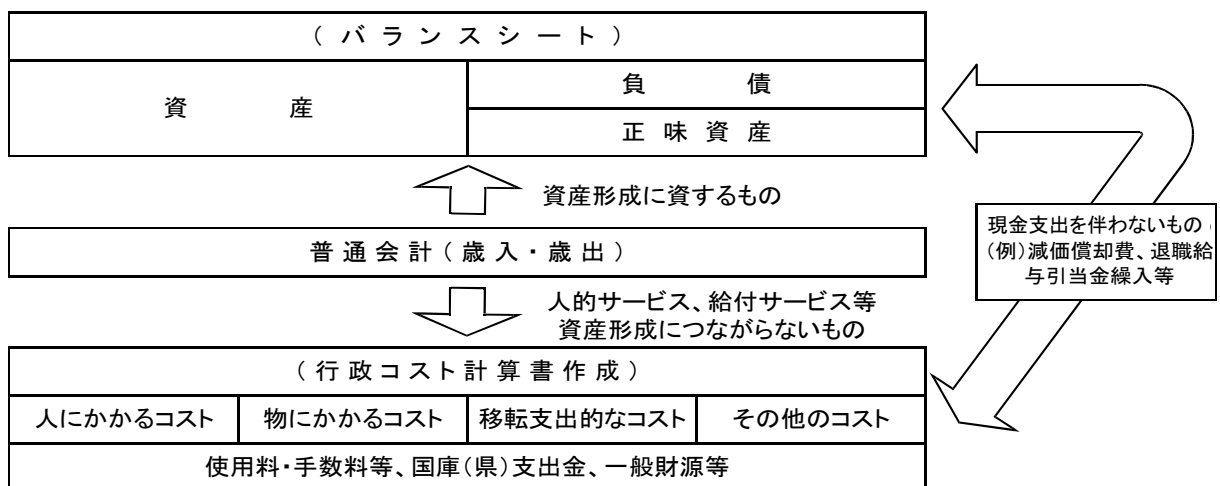 （バランスシート）
資産
負債
正味資産
資産形成に資するもの
普通会計（歳入・歳出）
人的サービス、給付サービス等
資産形成につながらないもの
（行政コスト計算書作成）
人にかかるコスト
物にかかるコスト
移転支出的なコスト
その他のコスト
使用料・手数料等、国庫（県）支出金、一般財源等
現金支出を伴わないもの
（例）減価償却費、退職給
与引当金繰入等